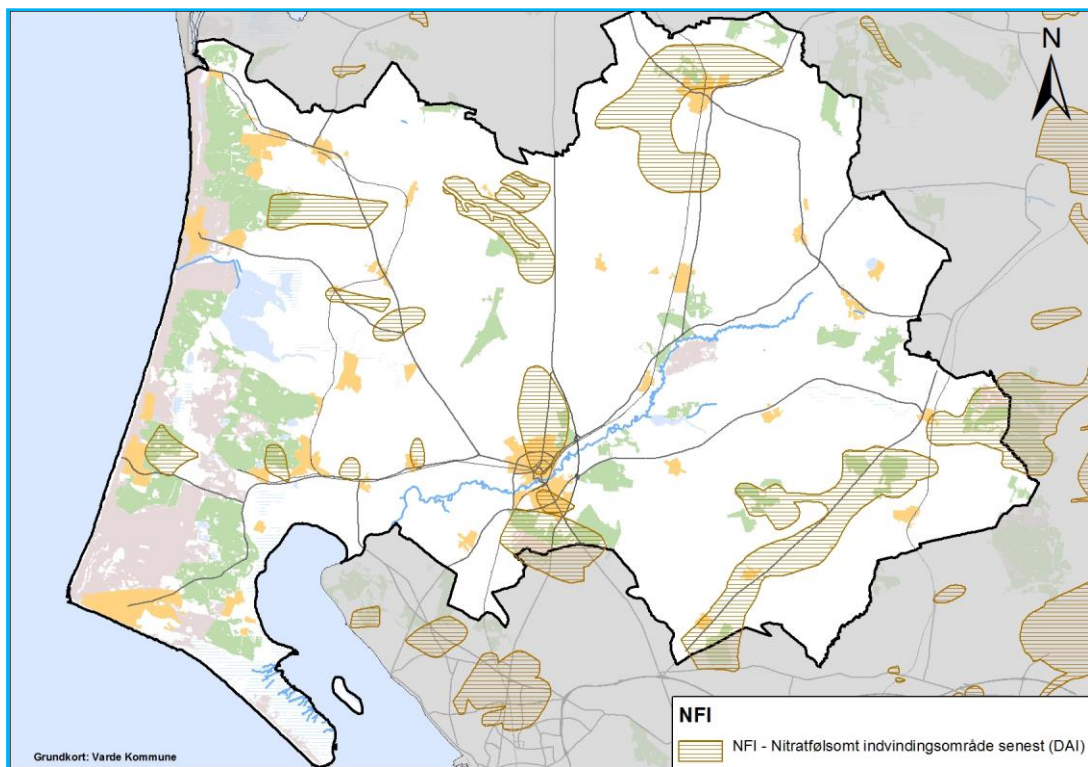 N
NFI
NFI - Nitratfølsomt indvindingsområde senest (DAI)
Grundkort: Varde Kommune